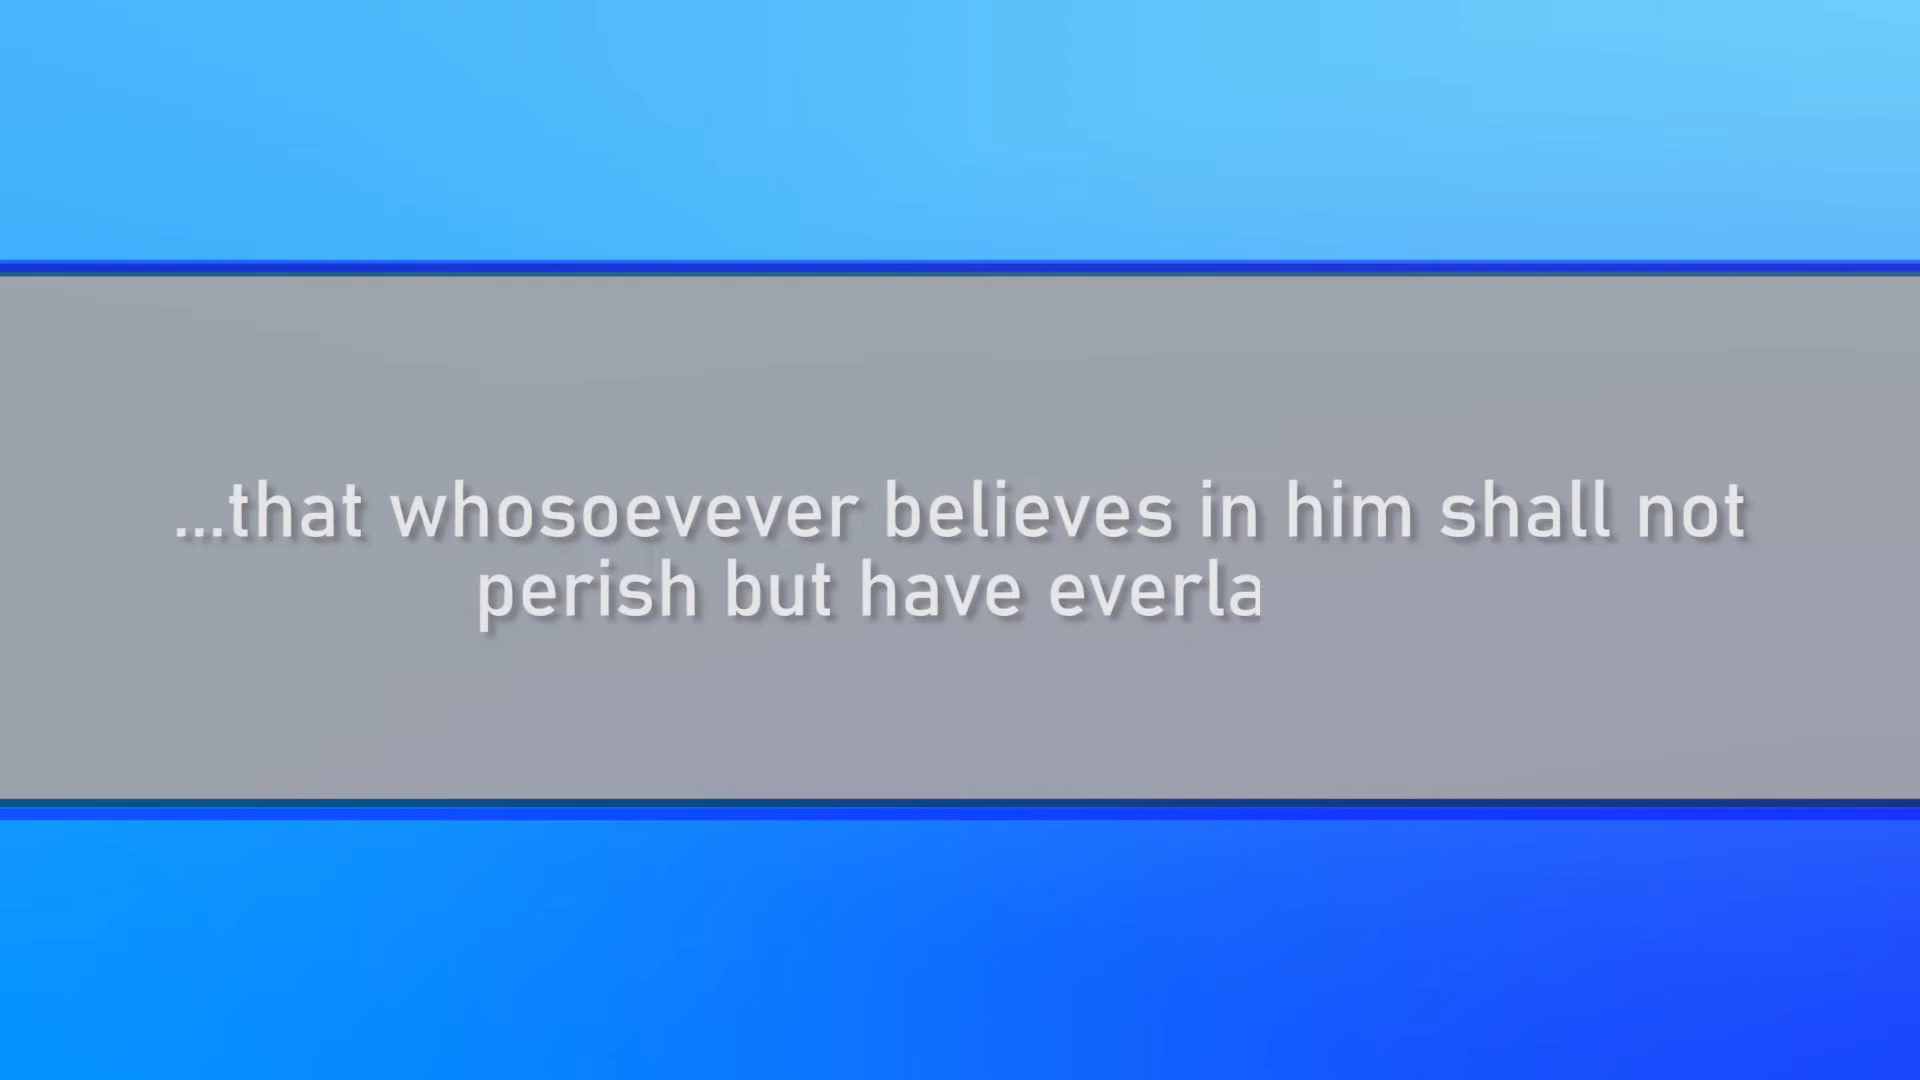 ...that whosoevever believes in him shall not
perish but have everla